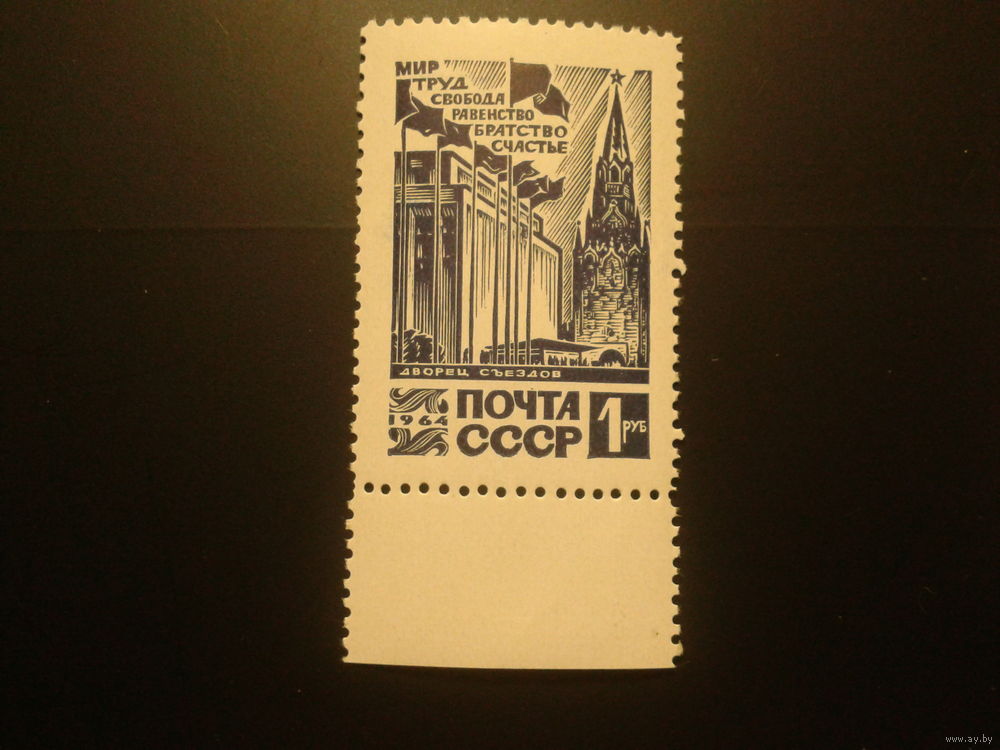 МИР
ТРУД
СВОБОДА
РАВЕНСТВО
БРАТСТВО
СЧАСТЬЕ
ДВОРЕЦ СЪЕЗДОВ
1964
ПОЧТА
СССР
1 РУБ
www.ay.by